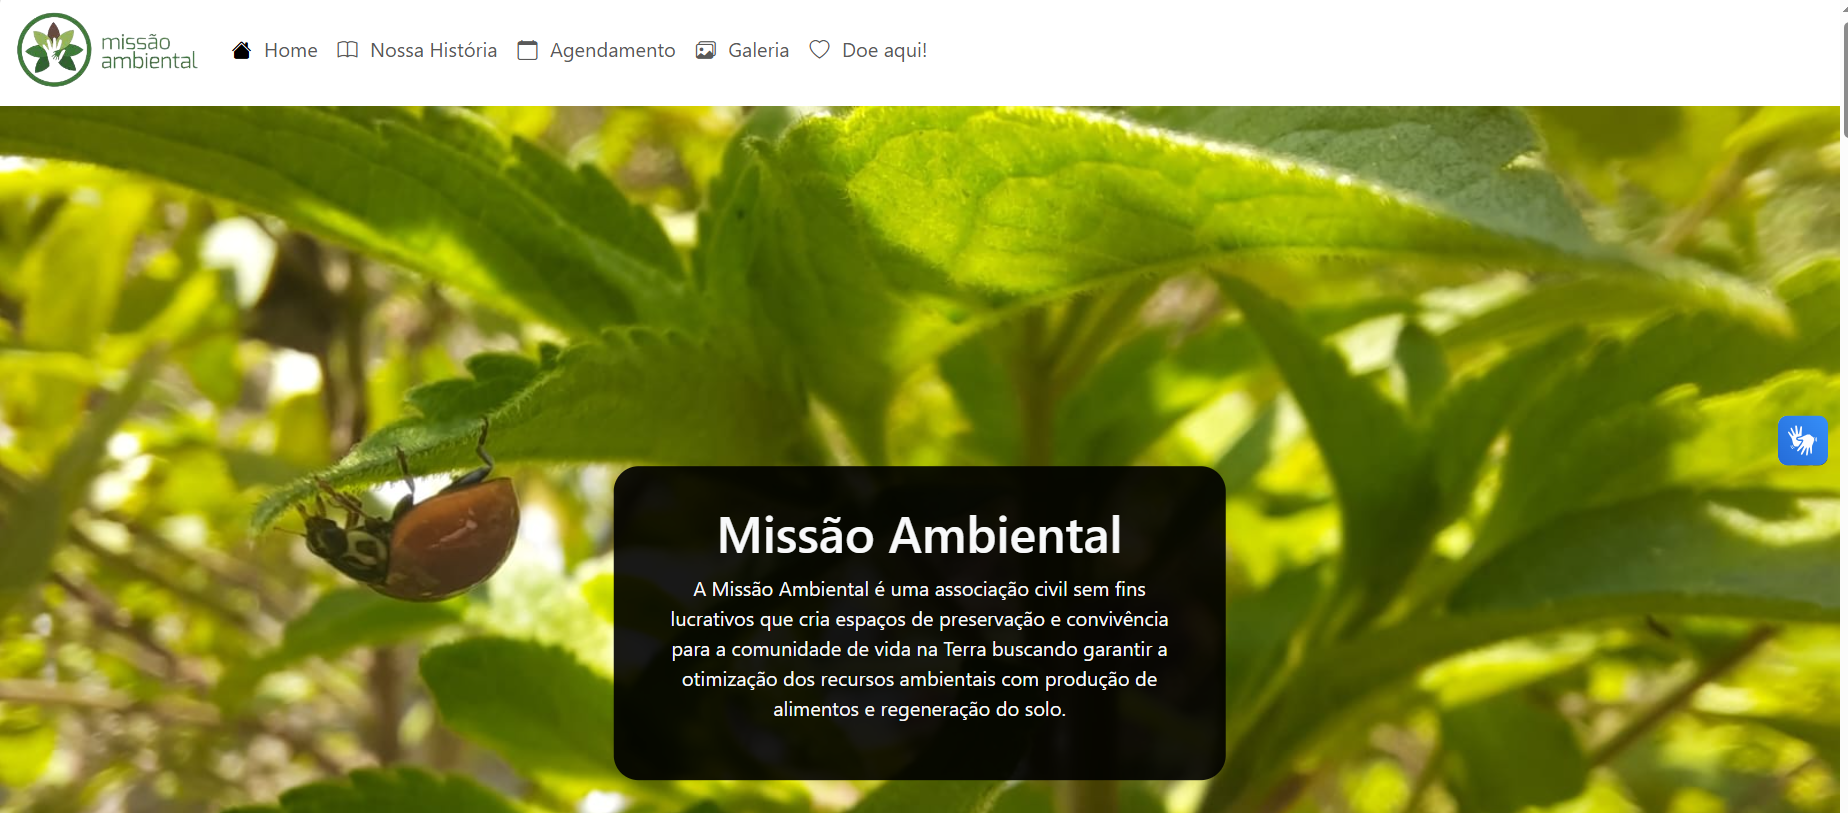 missão
ambiental
Home
Nossa História
Agendamento
Galeria
Doe aqui!
Missão Ambiental
A Missão Ambiental é uma associação civil sem fins
lucrativos que cria espaços de preservação e convivência
para a comunidade de vida na Terra buscando garantir a
otimização dos recursos ambientais com produção de
alimentos e regeneração do solo.